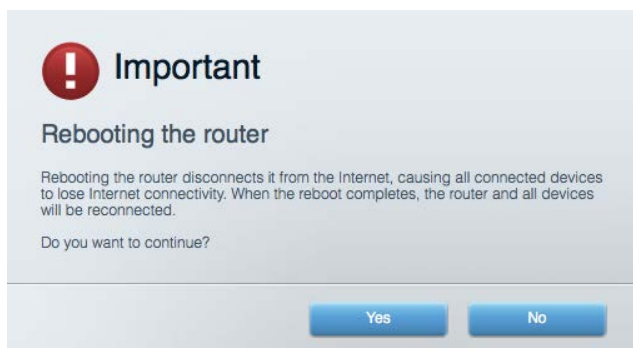 Important
Rebooting the router
Rebooting the router disconnects it from the Internet, causing all connected devices
to lose Internet connectivity. When the reboot completes, the router and all devices
will be reconnected.
Do you want to continue?
Yes
No